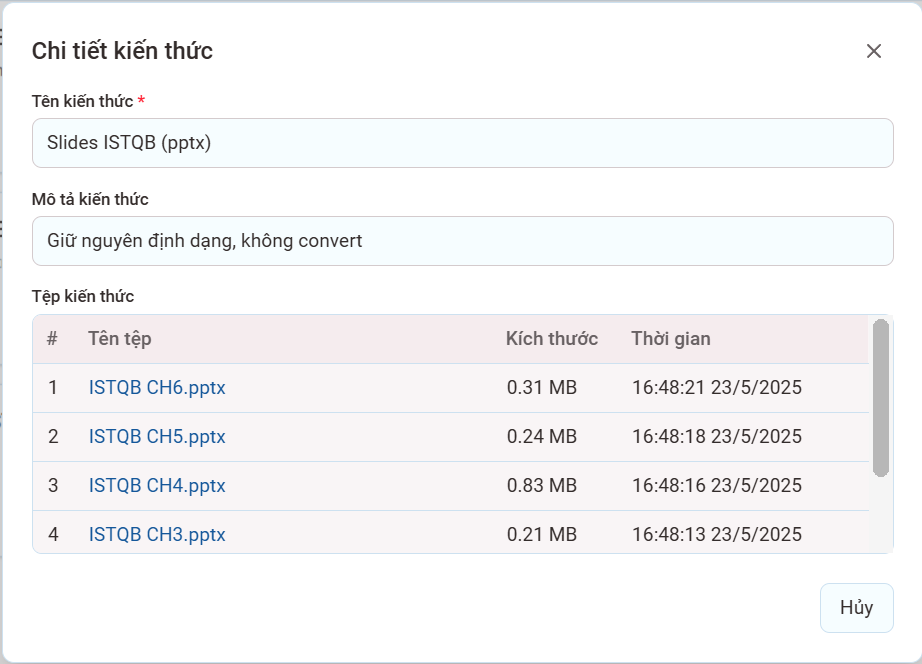 Chi tiết kiến thức
Tên kiến thức *
Slides ISTQB (pptx)
Mô tả kiến thức
Giữ nguyên định dạng, không convert
Tệp kiến thức
# Tên tệp Kích thước Thời gian
1 ISTQB CH6.pptx 0.31 MB 16:48:21 23/5/2025
2 ISTQB CH5.pptx 0.24 MB 16:48:18 23/5/2025
3 ISTQB CH4.pptx 0.83 MB 16:48:16 23/5/2025
4 ISTQB CH3.pptx 0.21 MB 16:48:13 23/5/2025
Hủy